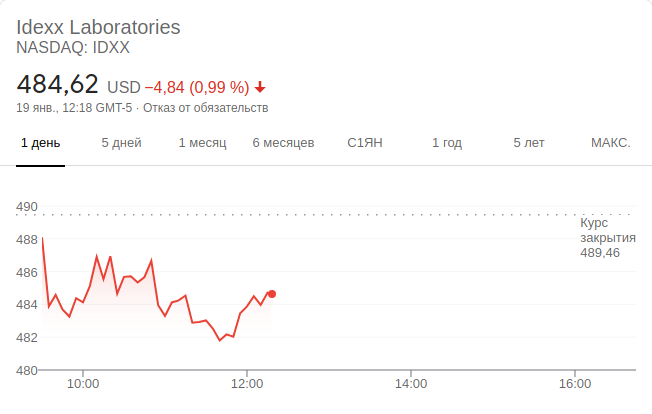 Idexx Laboratories
NASDAQ: IDXX
484,62 USD −4,84 (0,99 %)
19 янв., 12:18 GMT-5 · Отказ от обязательств
1 день 5 дней 1 месяц 6 месяцев С1ЯН 1 год 5 лет МАКС.
490
488
486
484
482
480
Курс
закрытия
489,46
10:00 12:00 14:00 16:00